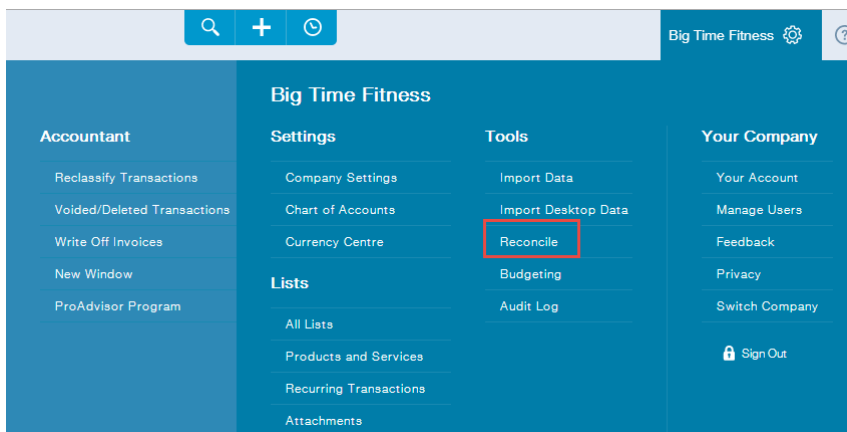 Big Time Fitness
?
Big Time Fitness
Accountant
Reclassify Transactions
Voided/Deleted Transactions
Write Off Invoices
New Window
ProAdvisor Program
Settings
Company Settings
Chart of Accounts
Currency Centre
Lists
All Lists
Products and Services
Recurring Transactions
Attachments
Tools
Import Data
Import Desktop Data
Reconcile
Budgeting
Audit Log
Your Company
Your Account
Manage Users
Feedback
Privacy
Switch Company
Sign Out